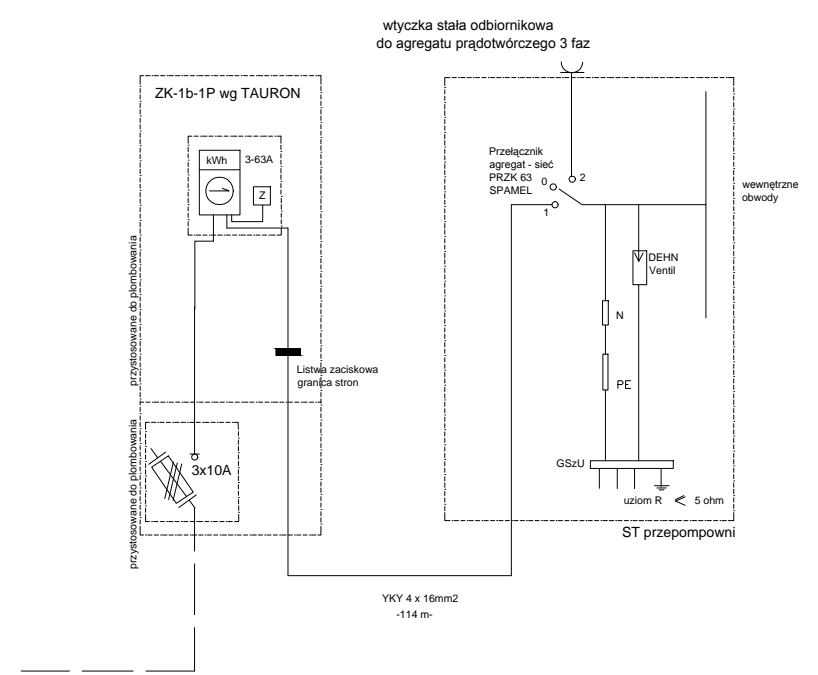 wtyczka stała odbiornikowa
do agregatu prądotwórczego 3 faz
ZK-1b-1P wg TAURON
kWh
3-63A
Z
przystosowane do plombowania
Listwa zaciskowa
granica stron
przystosowane do plombowania
3x10A
YKY 4 x 16mm2
-114 m-
Przełącznik
agregat - sieć
PRZK 63
SPAMEL
0
2
1
wewnętrzne
obwody
DEHN
Ventil
N
PE
GSzU
uziom R < 5 ohm
ST przepompowni